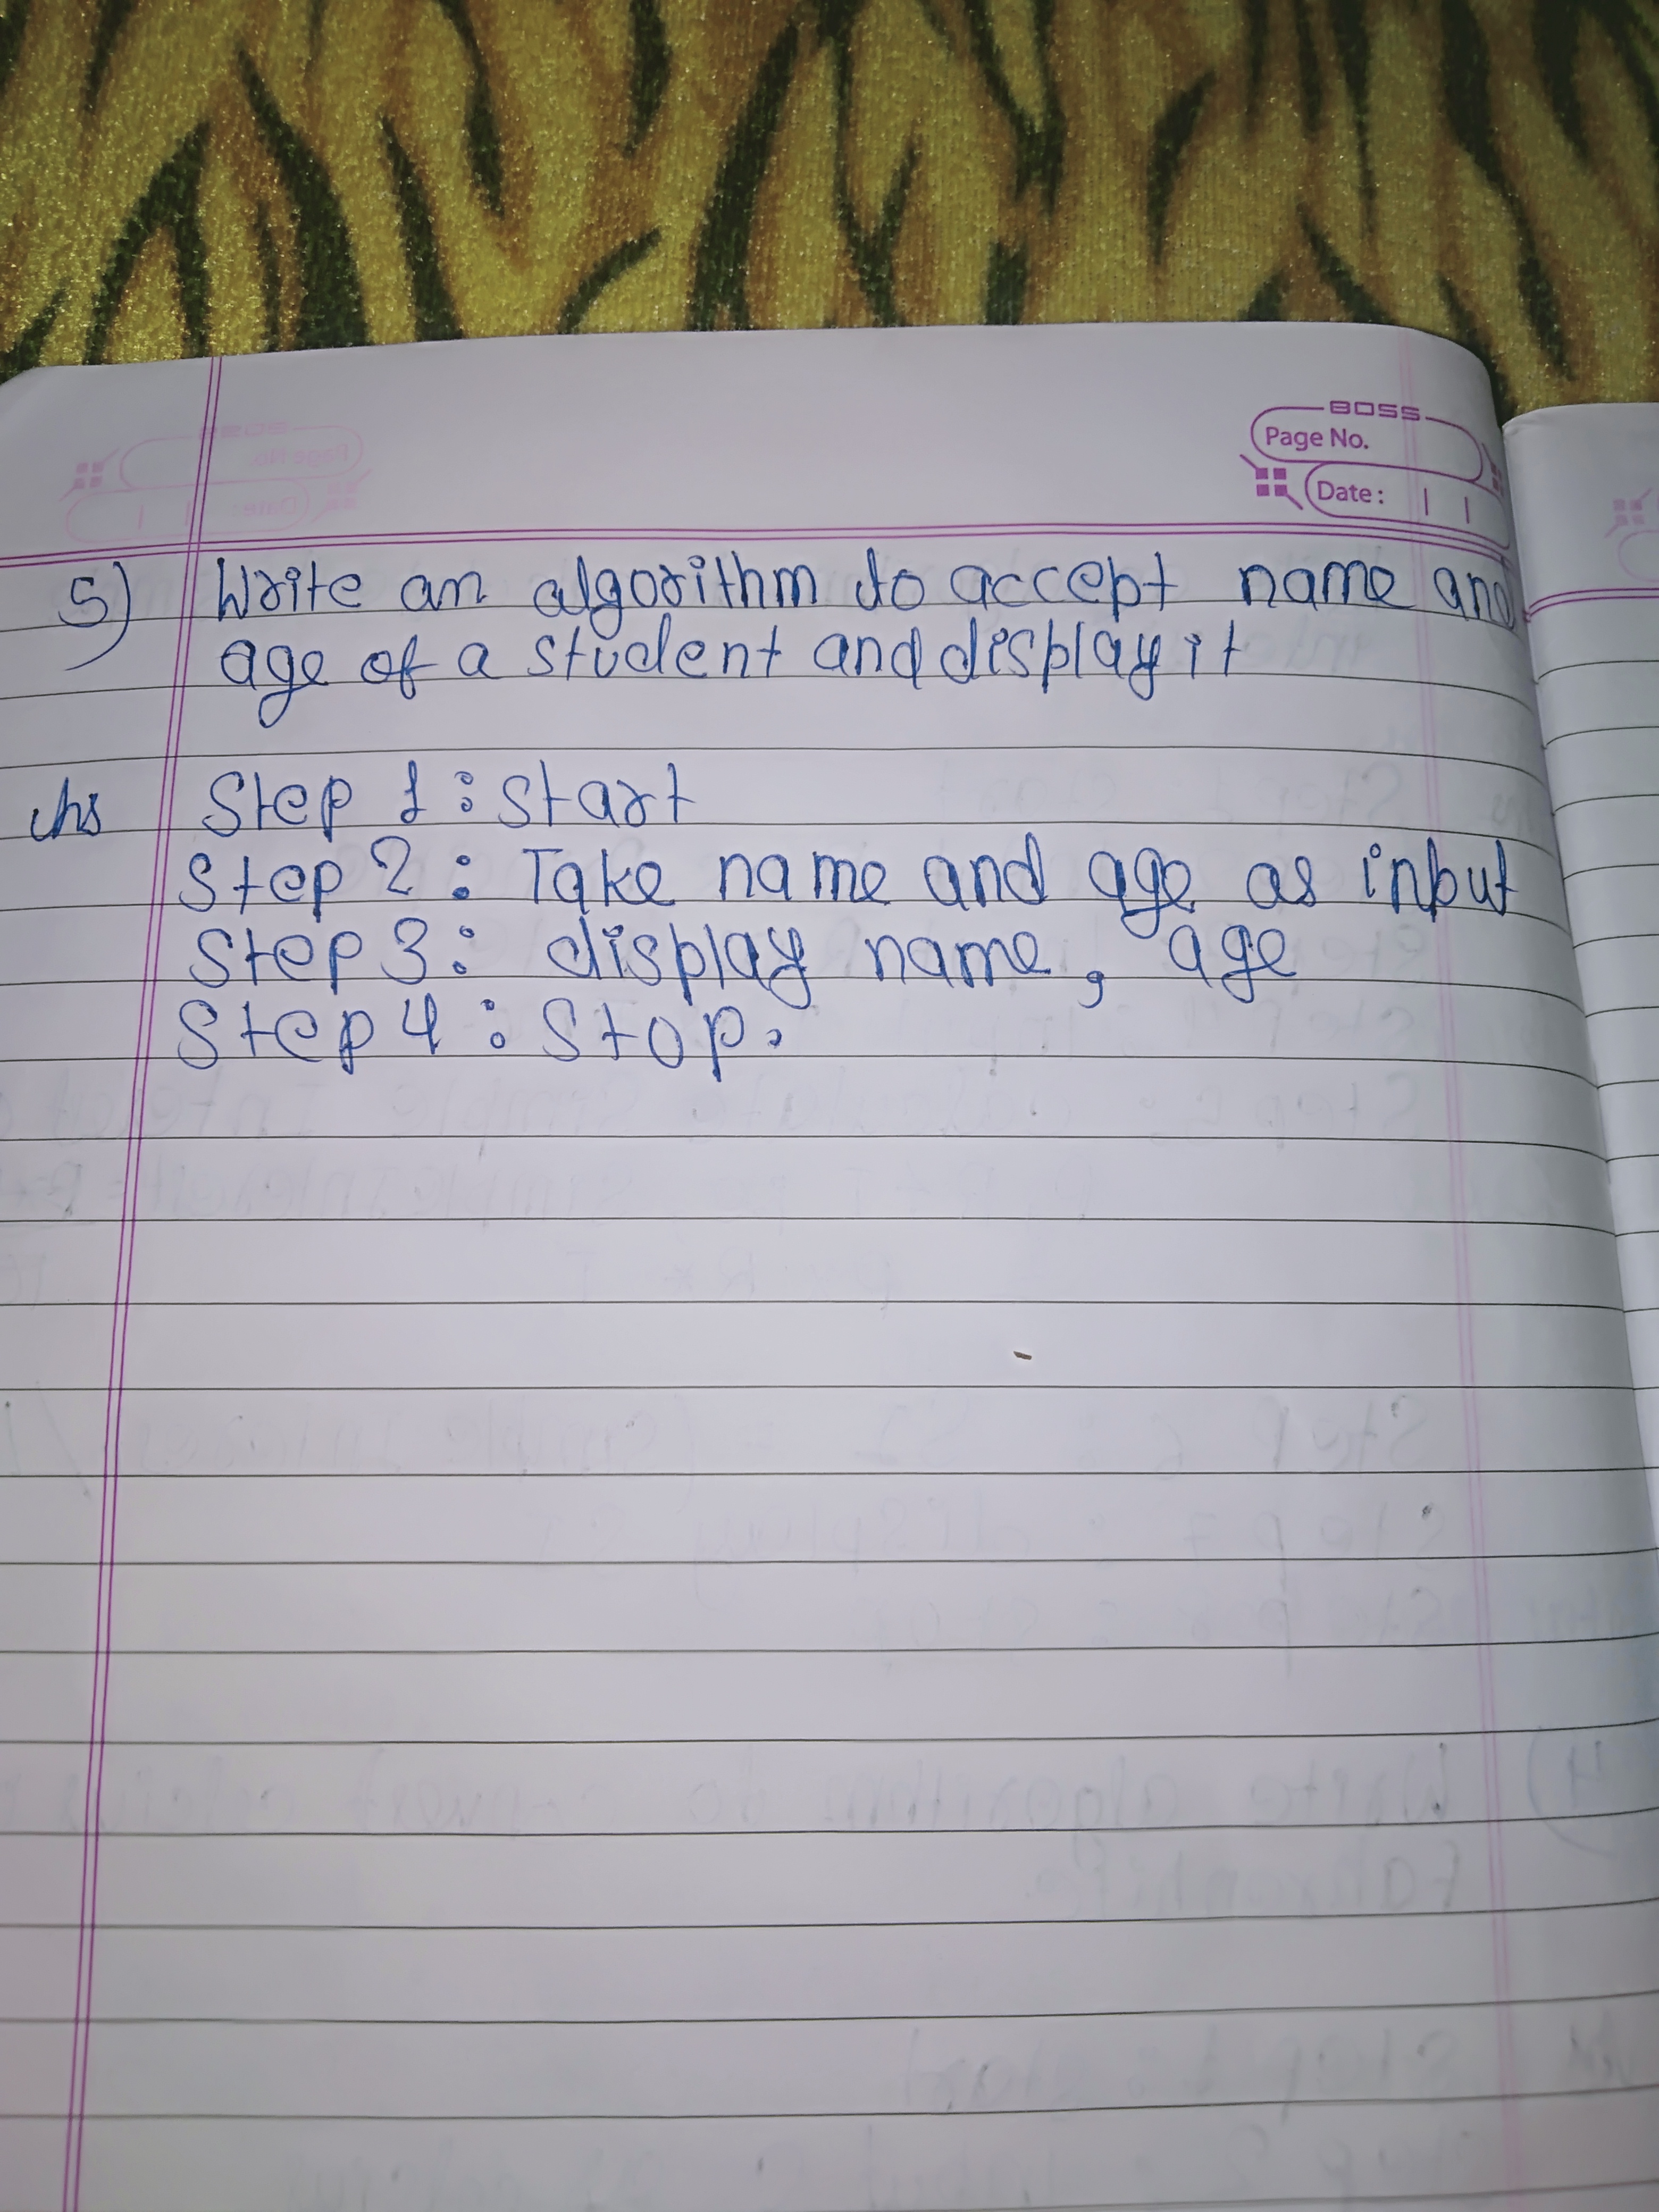 BOSS
Page No.
Date:
5) Write an algorithm to accept name and
age of a student and display it
Ans Step 1 : Start
Step 2 : Take name and age as input
Step 3 : display name, age
Step 4 : Stop.